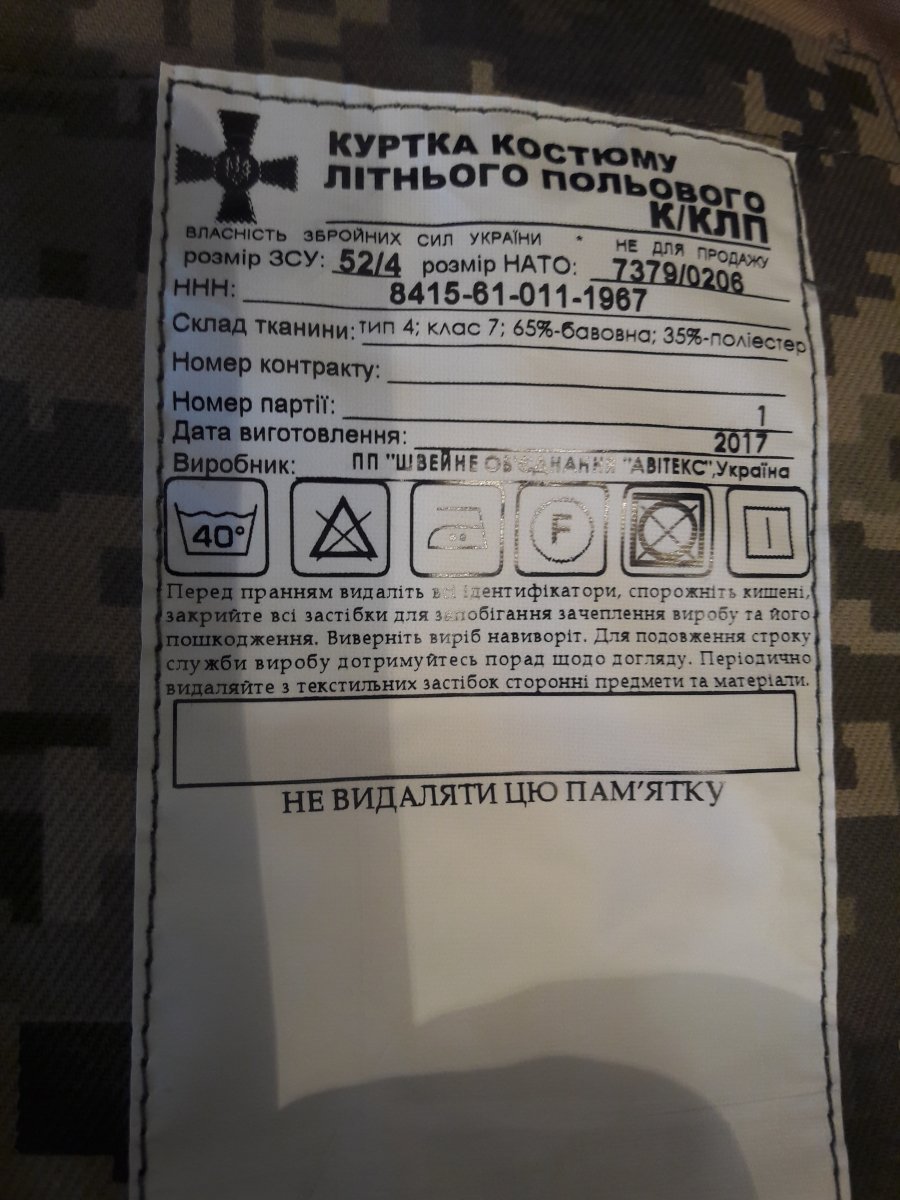 КУРТКА КОСТЮМУ
ЛІТНЬОГО ПОЛЬОВОГО
К/КЛП
ВЛАСНІСТЬ ЗБРОЙНИХ СИЛ УКРАЇНИ * НЕ ДЛЯ ПРОДАЖУ
розмір ЗСУ: 52/4 розмір НАТО: 7379/0206
ННН: 8415-61-011-1967
Склад тканини: тип 4; клас 7; 65%-бавовна; 35%-поліестер
Номер контракту:
Номер партії: 1
Дата виготовлення: 2017
Виробник: ПП "ШВЕЙНЕ ОБ'ЄДНАННЯ "АВІТЕКС",Україна
40° F
Перед пранням видаліть всі ідентифікатори, спорожніть кишені,
закрийте всі застібки для запобігання зачеплення виробу та його
пошкодження. Виверніть виріб навиворіт. Для подовження строку
служби виробу дотримуйтесь порад щодо догляду. Періодично
видаляйте з текстильних застібок сторонні предмети та матеріали.
НЕ ВИДАЛЯТИ ЦЮ ПАМ'ЯТКУ